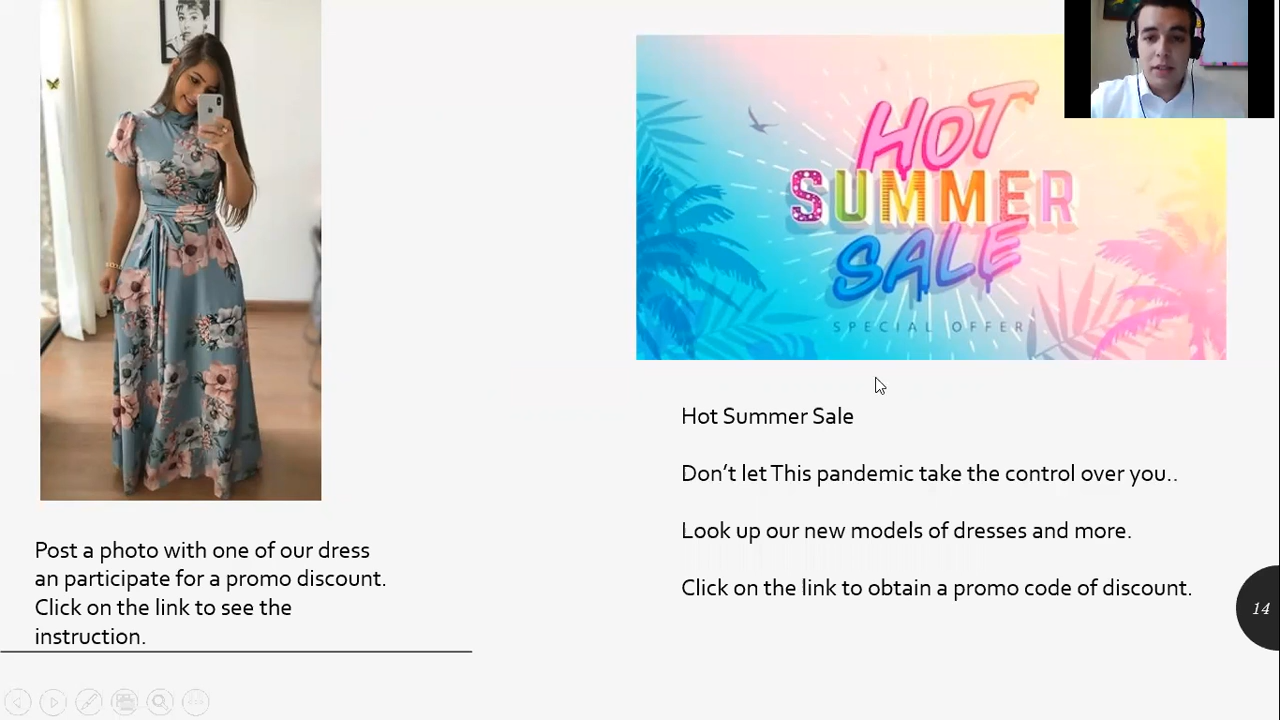 Post a photo with one of our dress
an participate for a promo discount.
Click on the link to see the
instruction.
HOT
SUMMER
SALE
SPECIAL OFFER
Hot Summer Sale
Don’t let This pandemic take the control over you..
Look up our new models of dresses and more.
Click on the link to obtain a promo code of discount.
14